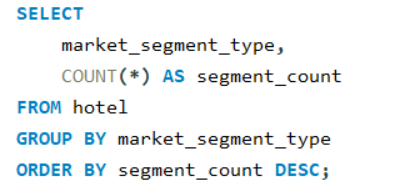 SELECT
    market_segment_type,
    COUNT(*) AS segment_count
FROM hotel
GROUP BY market_segment_type
ORDER BY segment_count DESC;